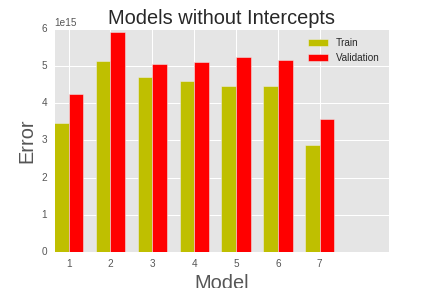 Models without Intercepts
1e15
Train
Validation
6
5
4
3
2
1
0
Error
1 2 3 4 5 6 7
Model